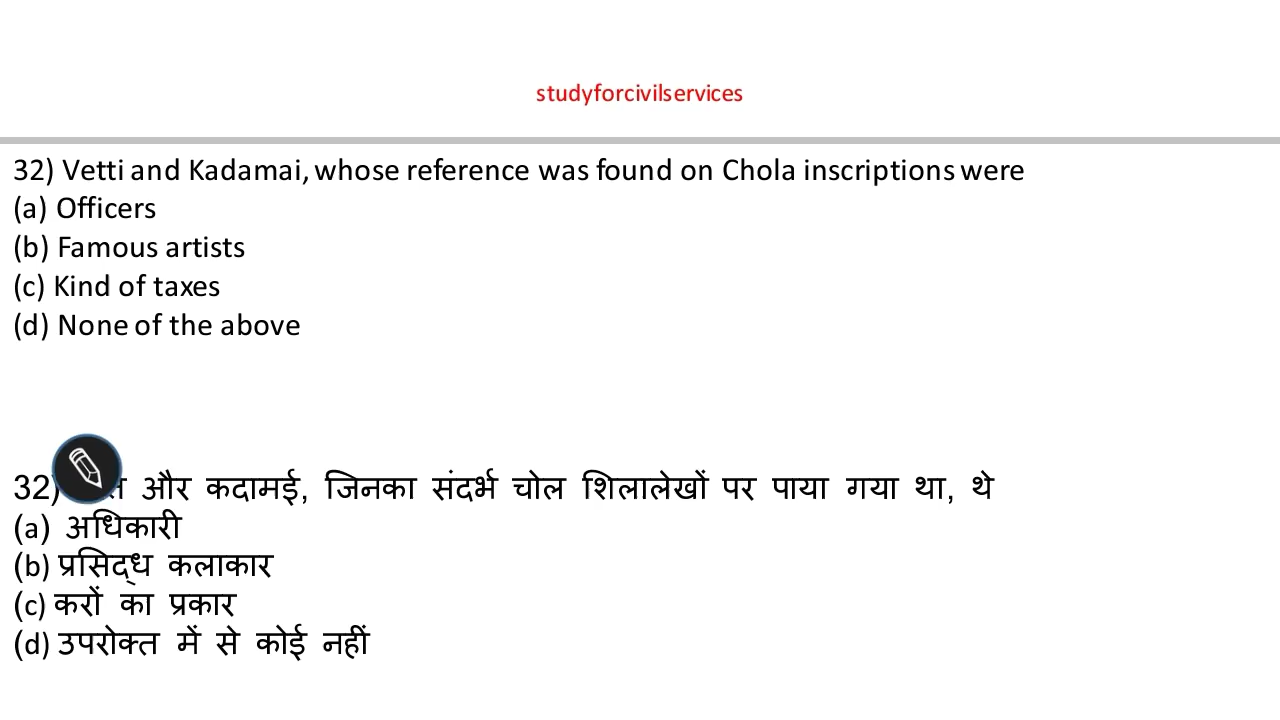 studyforcivilservices
32) Vetti and Kadamai, whose reference was found on Chola inscriptions were
(a) Officers
(b) Famous artists
(c) Kind of taxes
(d) None of the above
32) और कदामई, जिनका संदर्भ चोल शिलालेखों पर पाया गया था, थे
(a) अधिकारी
(b) प्रसिद्ध कलाकार
(c) करों का प्रकार
(d) उपरोक्त में से कोई नहीं